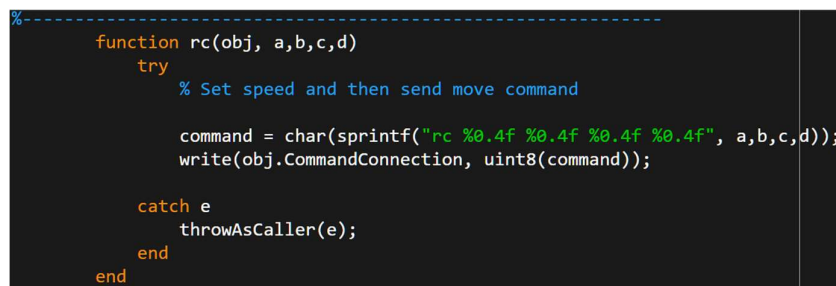 %-------------------------------------------------------------
function rc(obj, a,b,c,d)
try
% Set speed and then send move command
command = char(sprintf("rc %0.4f %0.4f %0.4f %0.4f", a,b,c,d));
write(obj.CommandConnection, uint8(command));
catch e
throwAsCaller(e);
end
end